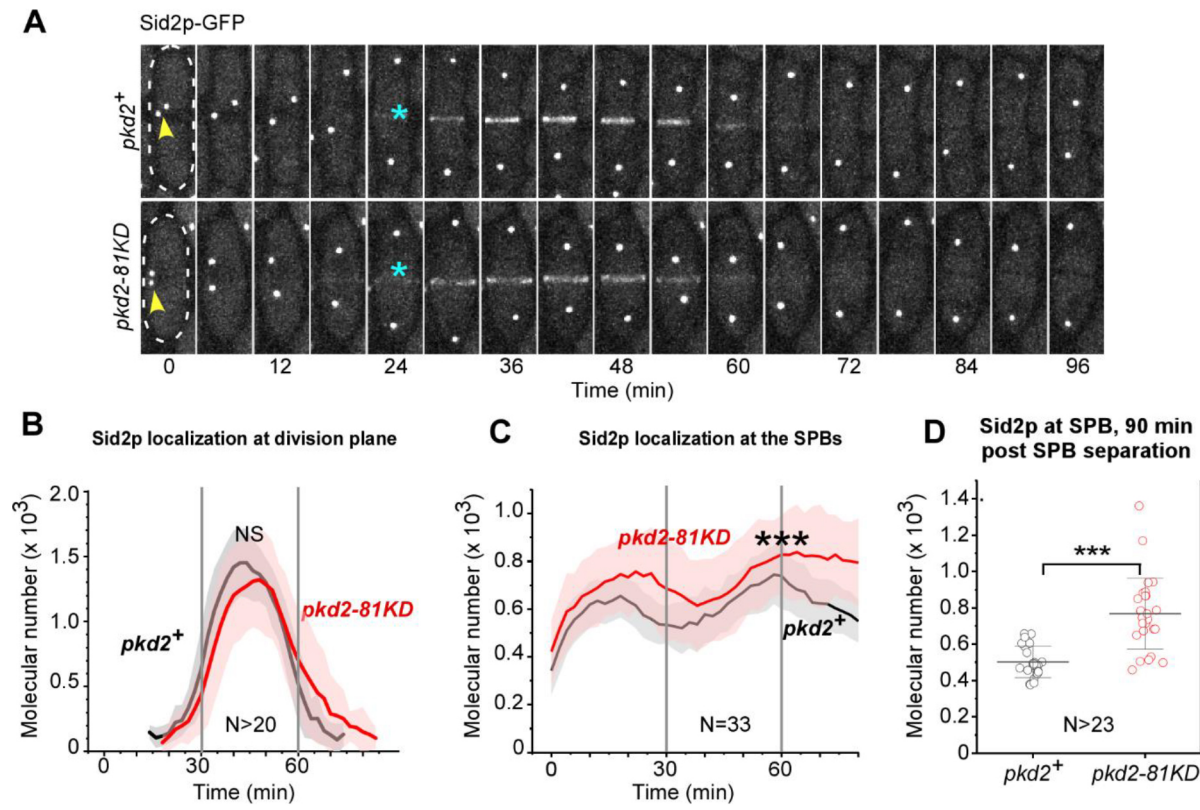 A
Sid2p-GFP
pkd2+
*
pkd2-81KD
*
0 12 24 36 48 60 72 84 96
Time (min)
B
Sid2p localization at division plane
Molecular number (x 10³)
2.0
1.5
1.0
0.5
0
NS
pkd2+
pkd2-81KD
N>20
0 30 60
Time (min)
C
Sid2p localization at the SPBs
Molecular number (x 10³)
1.0
0.8
0.6
0.4
0.2
0
pkd2-81KD
***
pkd2+
N=33
0 30 60
Time (min)
D
Sid2p at SPB, 90 min
post SPB separation
Molecular number (x 10³)
1.4
1.2
1.0
0.8
0.6
0.4
0.2
0
***
N>23
pkd2+ pkd2-81KD